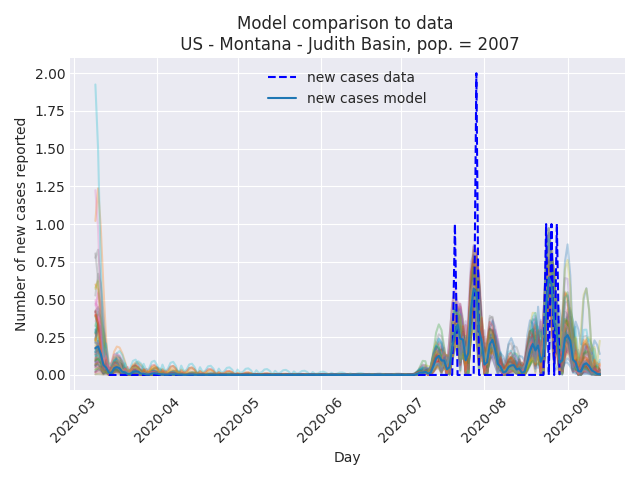 Model comparison to data
US - Montana - Judith Basin, pop. = 2007
new cases data
new cases model
Number of new cases reported
2.00
1.75
1.50
1.25
1.00
0.75
0.50
0.25
0.00
2020-03
2020-04
2020-05
2020-06
2020-07
2020-08
2020-09
Day